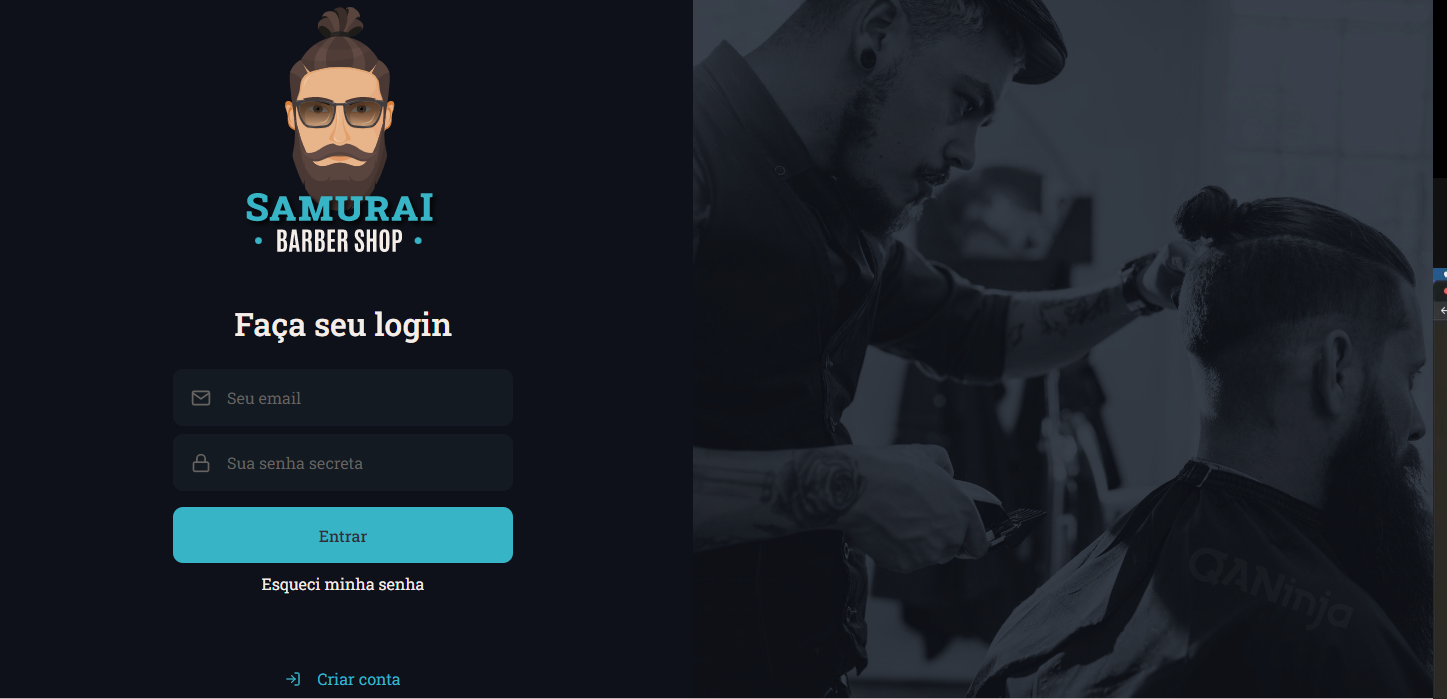 SAMURAI
• BARBER SHOP •
Faça seu login
Seu email
Sua senha secreta
Entrar
Esqueci minha senha
Criar conta
QANinja